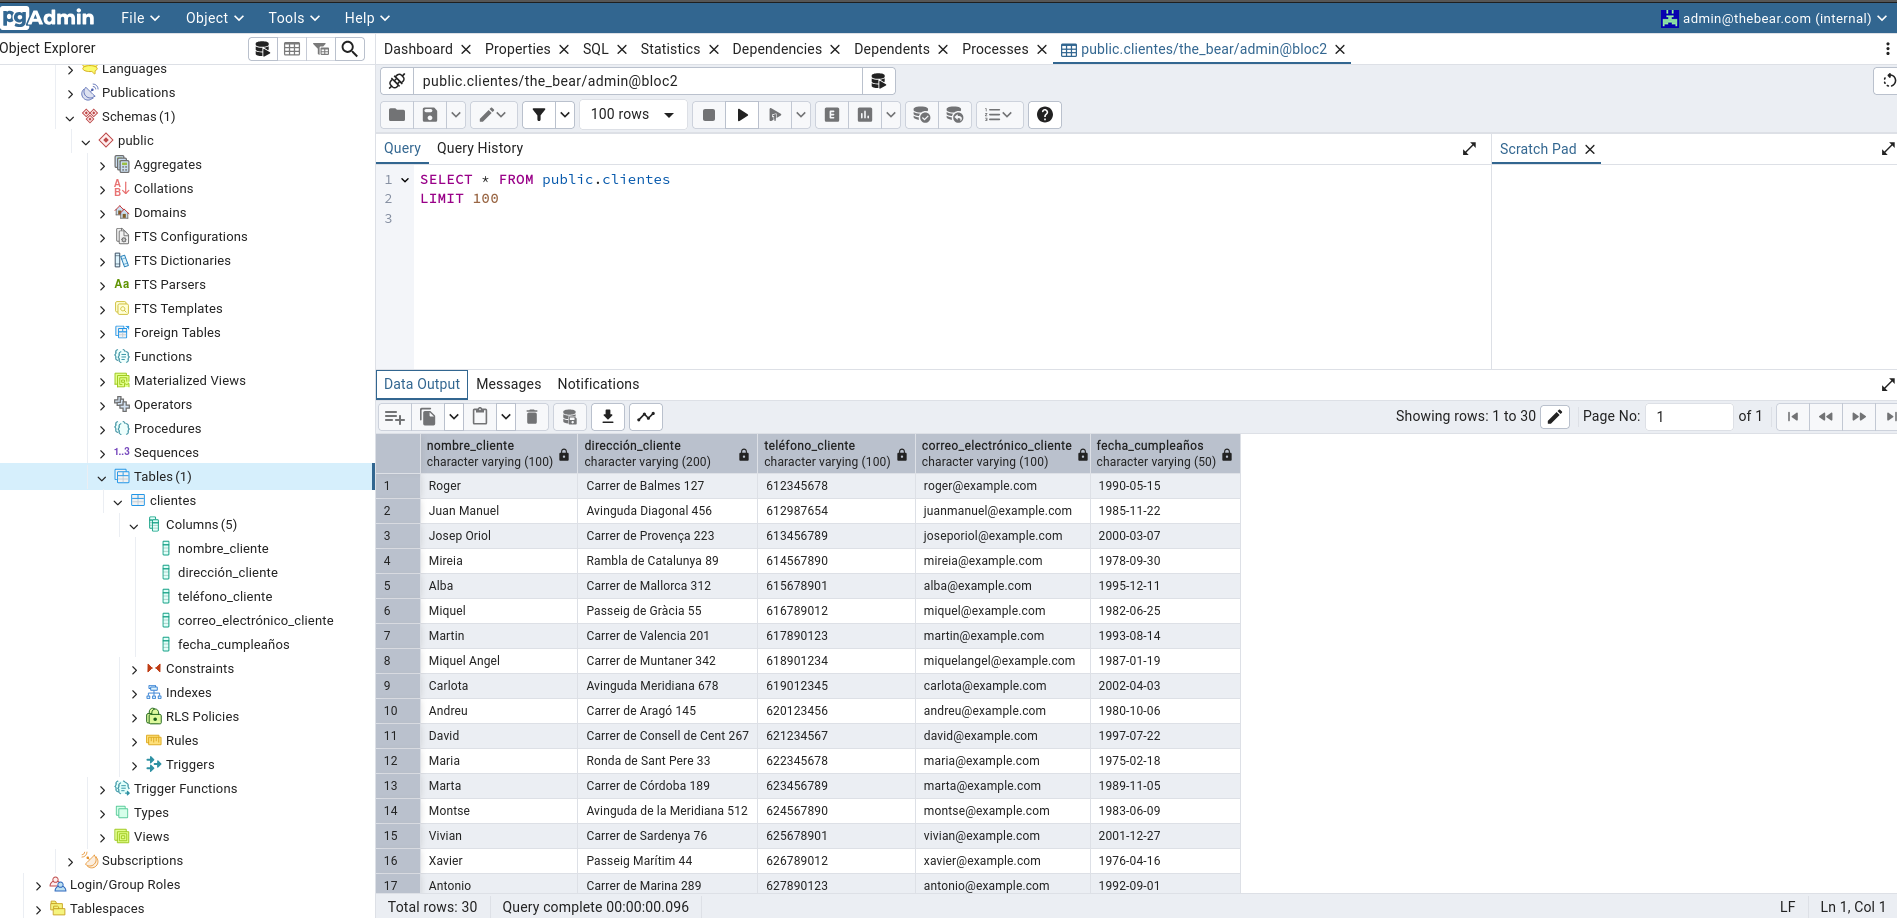 pgAdmin File Object Tools Help admin@thebear.com (internal)
Object Explorer
Languages
Publications
Schemas (1)
public
Aggregates
Collations
Domains
FTS Configurations
FTS Dictionaries
Aa FTS Parsers
FTS Templates
Foreign Tables
Functions
Materialized Views
Operators
Procedures
1..3 Sequences
Tables (1)
clientes
Columns (5)
nombre_cliente
dirección_cliente
teléfono_cliente
correo_electrónico_cliente
fecha_cumpleaños
Constraints
Indexes
RLS Policies
Rules
Triggers
Trigger Functions
Types
Views
Subscriptions
Login/Group Roles
Tablespaces
Dashboard Properties SQL Statistics Dependencies Dependents Processes public.clientes/the_bear/admin@bloc2
public.clientes/the_bear/admin@bloc2
100 rows
Query Query History
Scratch Pad
1 SELECT * FROM public.clientes
2 LIMIT 100
3
Data Output Messages Notifications
Showing rows: 1 to 30 Page No: 1 of 1
nombre_cliente dirección_cliente teléfono_cliente correo_electrónico_cliente fecha_cumpleaños
character varying (100) character varying (200) character varying (100) character varying (100) character varying (50)
1 Roger Carrer de Balmes 127 612345678 roger@example.com 1990-05-15
2 Juan Manuel Avinguda Diagonal 456 612987654 juanmanuel@example.com 1985-11-22
3 Josep Oriol Carrer de Provença 223 613456789 joseporiol@example.com 2000-03-07
4 Mireia Rambla de Catalunya 89 614567890 mireia@example.com 1978-09-30
5 Alba Carrer de Mallorca 312 615678901 alba@example.com 1995-12-11
6 Miquel Passeig de Gràcia 55 616789012 miquel@example.com 1982-06-25
7 Martin Carrer de Valencia 201 617890123 martin@example.com 1993-08-14
8 Miquel Angel Carrer de Muntaner 342 618901234 miquelangel@example.com 1987-01-19
9 Carlota Avinguda Meridiana 678 619012345 carlota@example.com 2002-04-03
10 Andreu Carrer de Aragó 145 620123456 andreu@example.com 1980-10-06
11 David Carrer de Consell de Cent 267 621234567 david@example.com 1997-07-22
12 Maria Ronda de Sant Pere 33 622345678 maria@example.com 1975-02-18
13 Marta Carrer de Córdoba 189 623456789 marta@example.com 1989-11-05
14 Montse Avinguda de la Meridiana 512 624567890 montse@example.com 1983-06-09
15 Vivian Carrer de Sardenya 76 625678901 vivian@example.com 2001-12-27
16 Xavier Passeig Marítim 44 626789012 xavier@example.com 1976-04-16
17 Antonio Carrer de Marina 289 627890123 antonio@example.com 1992-09-01
Total rows: 30 Query complete 00:00:00.096 LF Ln 1, Col 1